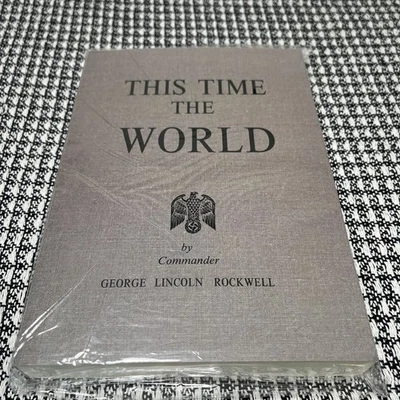 THIS TIME
THE
WORLD
by
Commander
GEORGE LINCOLN ROCKWELL